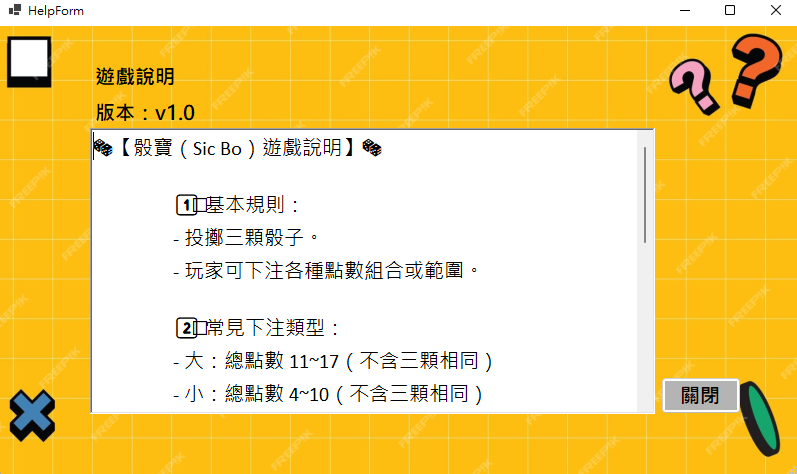 HelpForm
遊戲說明
版本：v1.0
🎲【骰寶（Sic Bo）遊戲說明】🎲
1️⃣基本規則：
- 投擲三顆骰子。
- 玩家可下注各種點數組合或範圍。
2️⃣常見下注類型：
- 大：總點數 11~17（不含三顆相同）
- 小：總點數 4~10（不含三顆相同）
關閉
FREEPIK